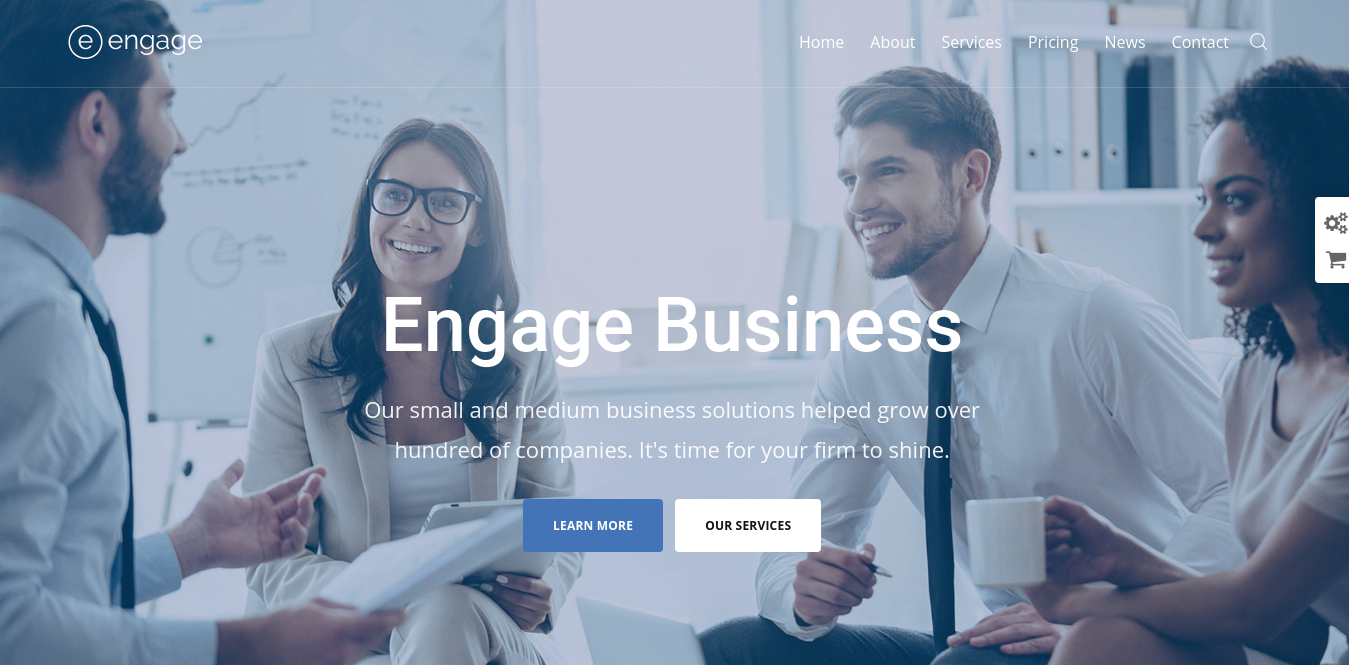 e engage
Home About Services Pricing News Contact
Engage Business
Our small and medium business solutions helped grow over
hundred of companies. It's time for your firm to shine.
LEARN MORE OUR SERVICES